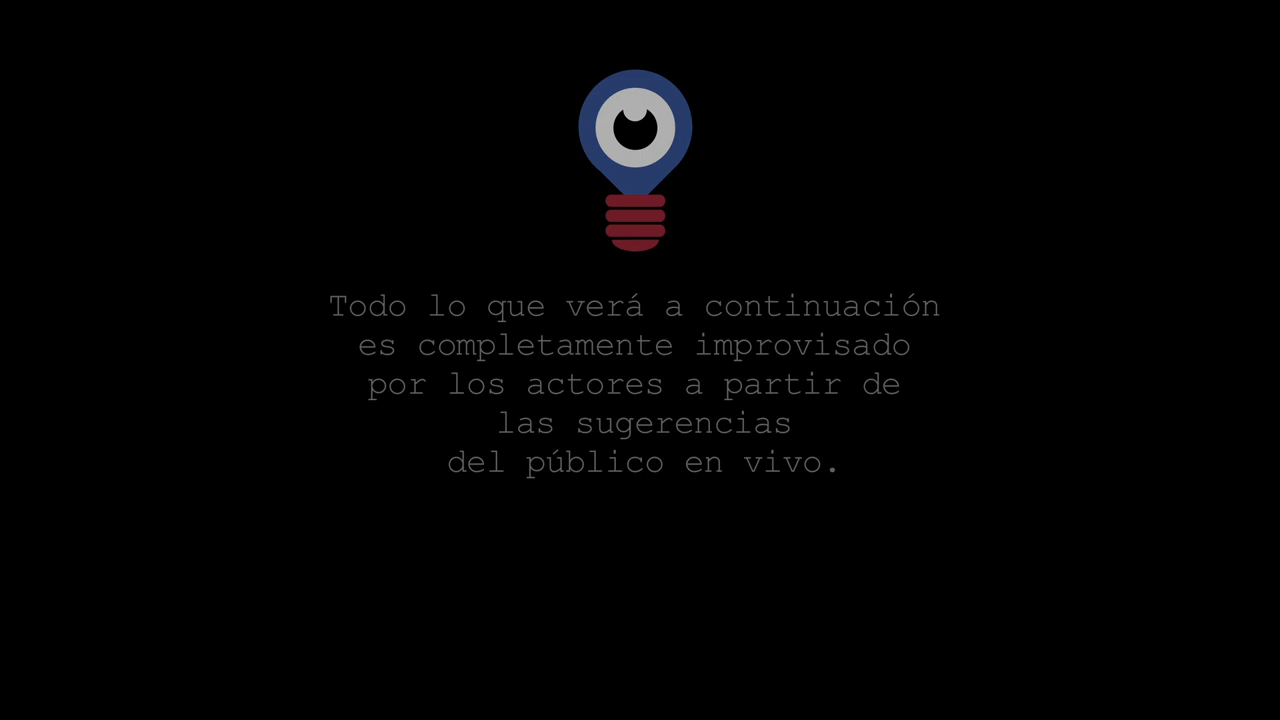 Todo lo que verá a continuación
es completamente improvisado
por los actores a partir de
las sugerencias
del público en vivo.